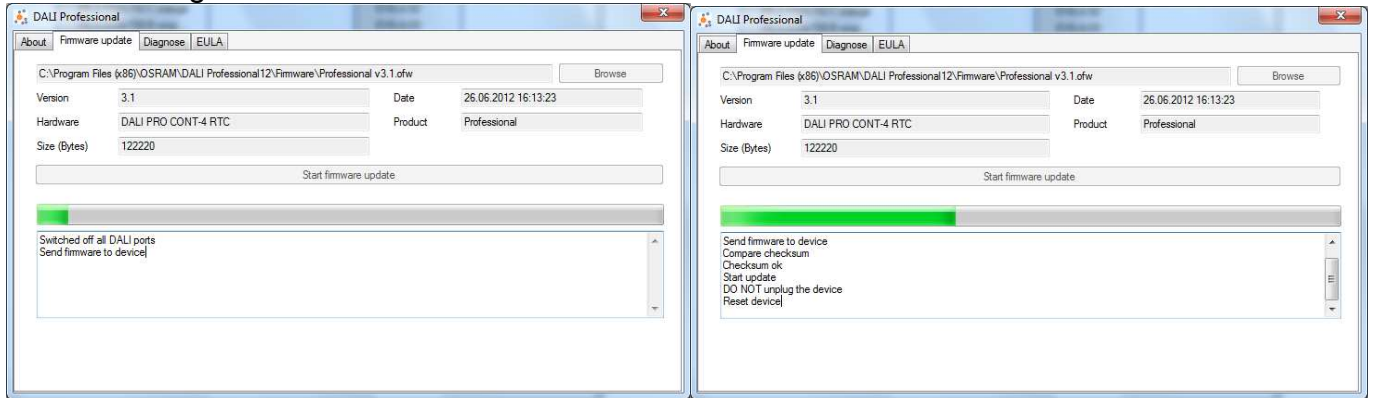 DALI Professional
About Firmware update Diagnose EULA
C:\Program Files (x86)\OSRAM\DALI Professional12\Firmware\Professional v3.1.ofw Browse
Version 3.1 Date 26.06.2012 16:13:23
Hardware DALI PRO CONT-4 RTC Product Professional
Size (Bytes) 122220
Start firmware update
Switched off all DALI ports
Send firmware to device
DALI Professional
About Firmware update Diagnose EULA
C:\Program Files (x86)\OSRAM\DALI Professional12\Firmware\Professional v3.1.ofw Browse
Version 3.1 Date 26.06.2012 16:13:23
Hardware DALI PRO CONT-4 RTC Product Professional
Size (Bytes) 122220
Start firmware update
Send firmware to device
Compare checksum
Checksum ok
Start update
DO NOT unplug the device
Reset device